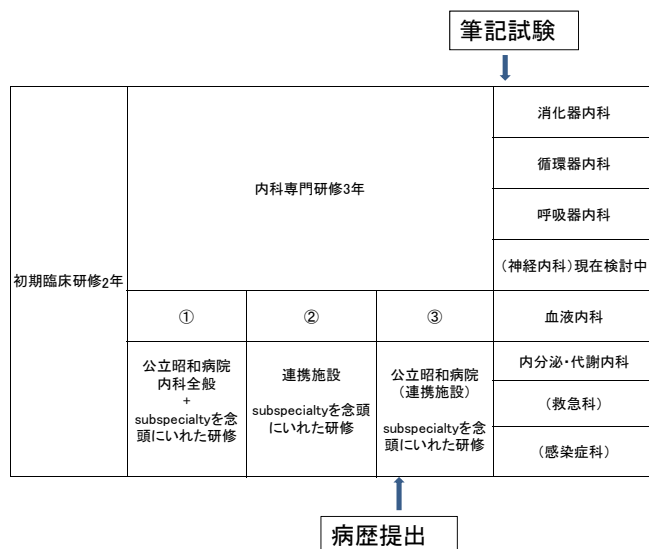 筆記試験
初期臨床研修2年
内科専門研修3年
①
②
③
公立昭和病院
内科全般
+
subspecialtyを念
頭にいれた研修
連携施設
subspecialtyを念頭
にいれた研修
公立昭和病院
(連携施設)
subspecialtyを念
頭にいれた研修
消化器内科
循環器内科
呼吸器内科
(神経内科)現在検討中
血液内科
内分泌・代謝内科
(救急科)
(感染症科)
病歴提出